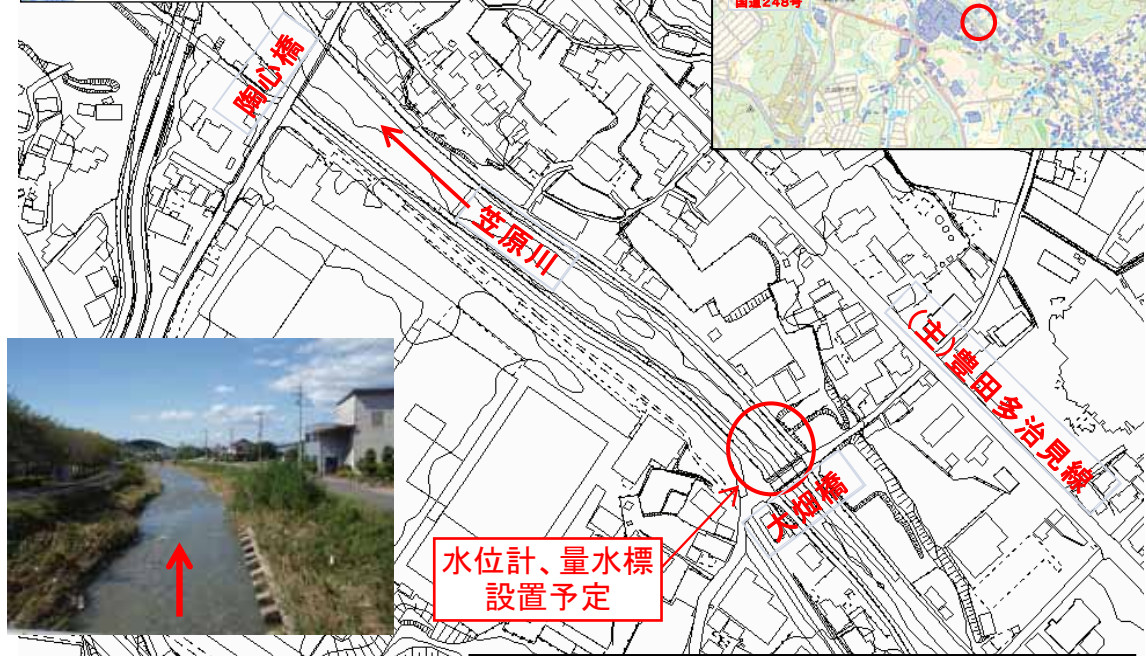 国道248号
陶心橋
笠原川
(主)豊田多治見線
大畑橋
水位計、量水標
設置予定